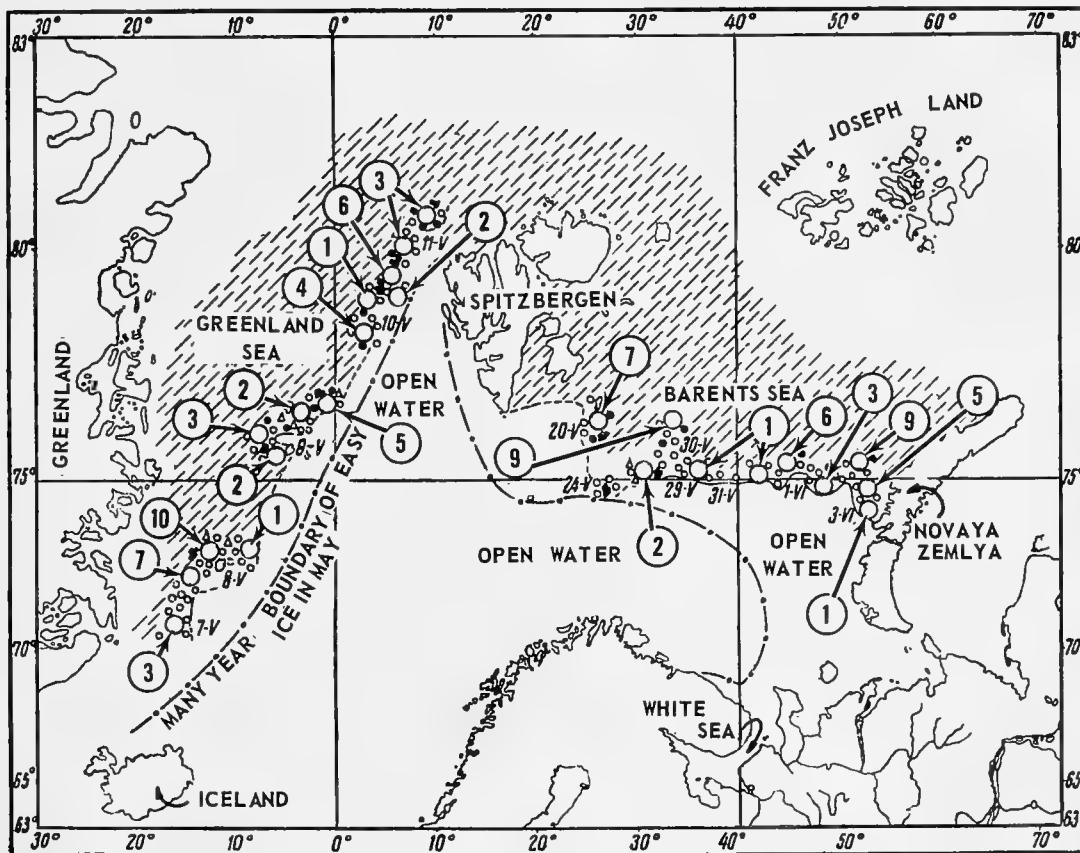 30° 20° 10° 0° 10° 20° 30° 40° 50° 60°
83° 83°
FRANZ JOSEPH LAND
3
6
2
1
80° 11-V 80°
4
SPITZBERGEN
10-V
GREENLAND
SEA
7
OPEN
WATER
BARENTS SEA
3
5
2
6
1
9
3
GREENLAND
8-V
5
20-V
9
30-V
2
75° 24-V 29-V 31-V 1-VI 75°
3-VI
10
1
NOVAYA
ZEMLYA
2
OPEN WATER
OPEN
WATER
7
8-V
1
7-V
MANY YEAR BOUNDARY OF EASY
ICE IN MAY
70° 70°
3
WHITE
SEA
65° 65°
ICELAND
63° 63°
30° 20° 10° 0° 10° 20° 30° 40° 50° 60° 70°